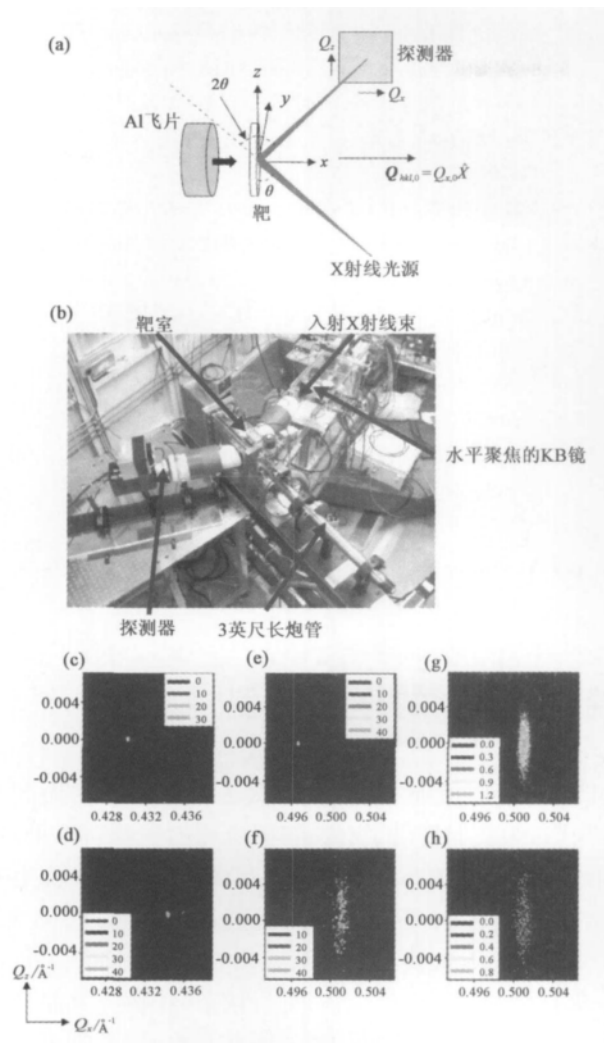 (a)
探测器
Q_z
Q_x
2θ
z
y
Al飞片
x
Q_{hkl,0}=Q_{x,0}X̂
θ
靶
X射线光源
(b)
靶室
入射X射线束
水平聚焦的KB镜
探测器
3英尺长炮管
(c)
0.004
0.000
-0.004
0
10
20
30
40
0.428 0.432 0.436
(e)
0.004
0.000
-0.004
0
10
20
30
40
0.496 0.500 0.504
(g)
0.004
0.000
-0.004
0.0
0.3
0.6
0.9
1.2
0.496 0.500 0.504
(d)
0.004
0.000
-0.004
0
10
20
30
40
0.428 0.432 0.436
(f)
0.004
0.000
-0.004
10
20
30
40
0.496 0.500 0.504
(h)
0.004
0.000
-0.004
0.0
0.2
0.4
0.6
0.8
0.496 0.500 0.504
Q_z/Å⁻¹
Q_x/Å⁻¹